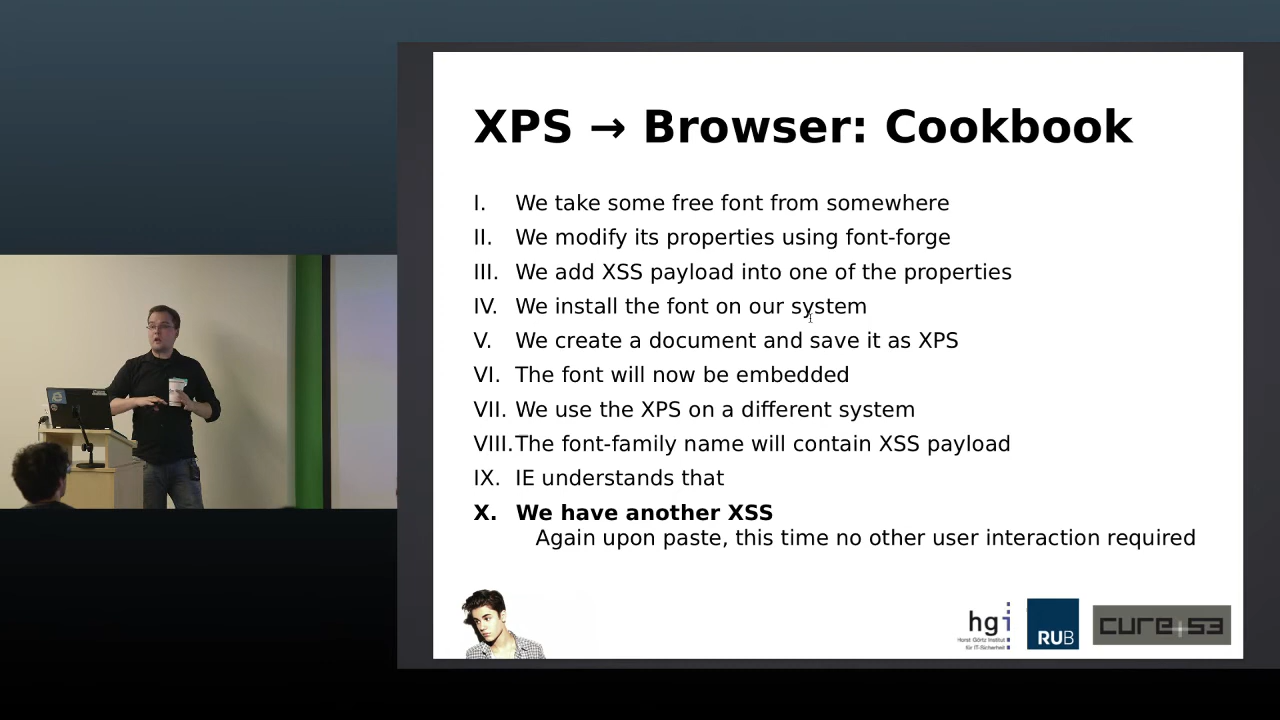 XPS → Browser: Cookbook
I. We take some free font from somewhere
II. We modify its properties using font-forge
III. We add XSS payload into one of the properties
IV. We install the font on our system
V. We create a document and save it as XPS
VI. The font will now be embedded
VII. We use the XPS on a different system
VIII. The font-family name will contain XSS payload
IX. IE understands that
X. We have another XSS
Again upon paste, this time no other user interaction required
hgi
Horst Görtz Institut
für IT-Sicherheit
RUB
cure+53